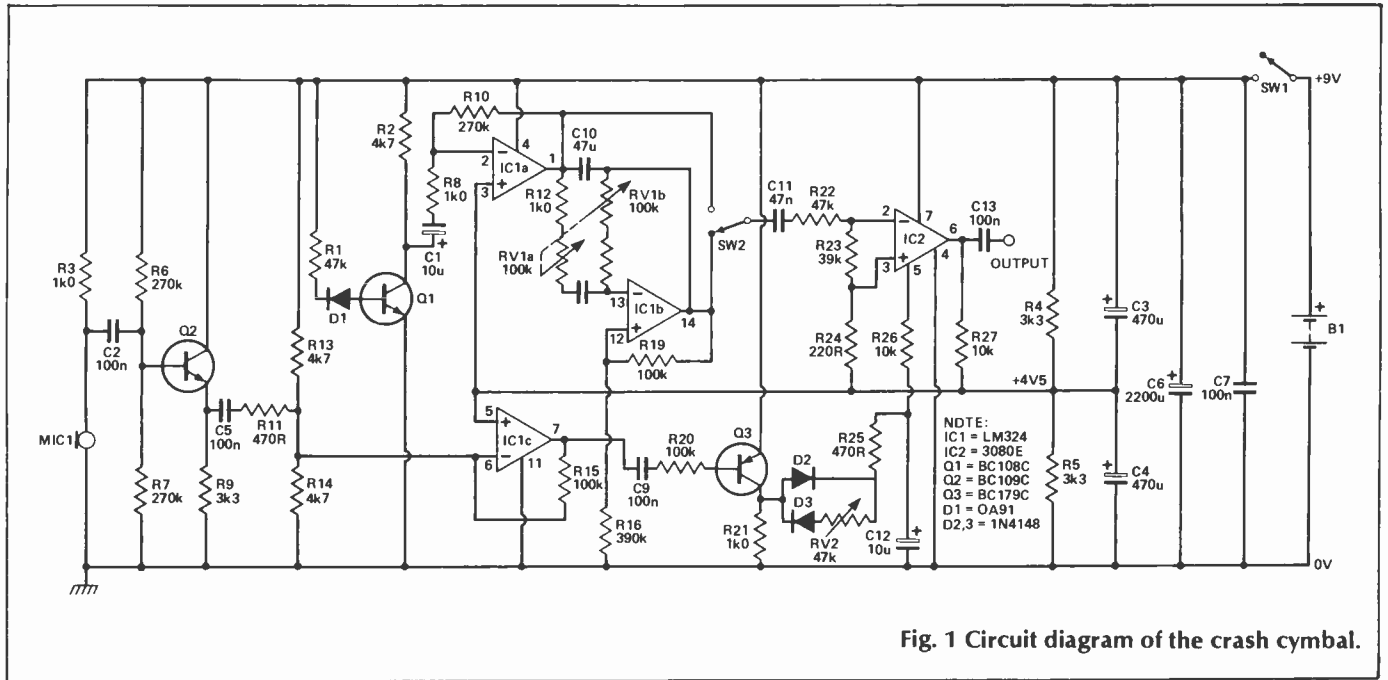 SW1
+9V
R10
270k
R2
4k7
C10
47u
4
2
IC1a
1
3
R8
1k0
R12
1k0
RV1b
100k
C11
47n
R22
47k
2
7
C13
100n
IC2
6
3
4
5
OUTPUT
SW2
R23
39k
R1
47k
C1
10u
RV1a
100k
R3
1k0
R6
270k
Q2
C2
100n
D1
Q1
13
IC1b
14
12
R4
3k3
C3
470u
B1
R13
4k7
R19
100k
R24
220R
R26
10k
R27
10k
+4V5
C6
2200u
C7
100n
MIC1
C5
100n
R11
470R
5
IC1c
7
6
11
R20
100k
Q3
R25
470R
R15
100k
C9
100n
D2
D3
R5
3k3
C4
470u
R7
270k
R9
3k3
R14
4k7
R16
390k
R21
1k0
RV2
47k
C12
10u
NDTE:
IC1 = LM324
IC2 = 3080E
Q1 = BC108C
Q2 = BC109C
Q3 = BC179C
D1 = OA91
D2,3 = 1N4148
0V
Fig. 1 Circuit diagram of the crash cymbal.